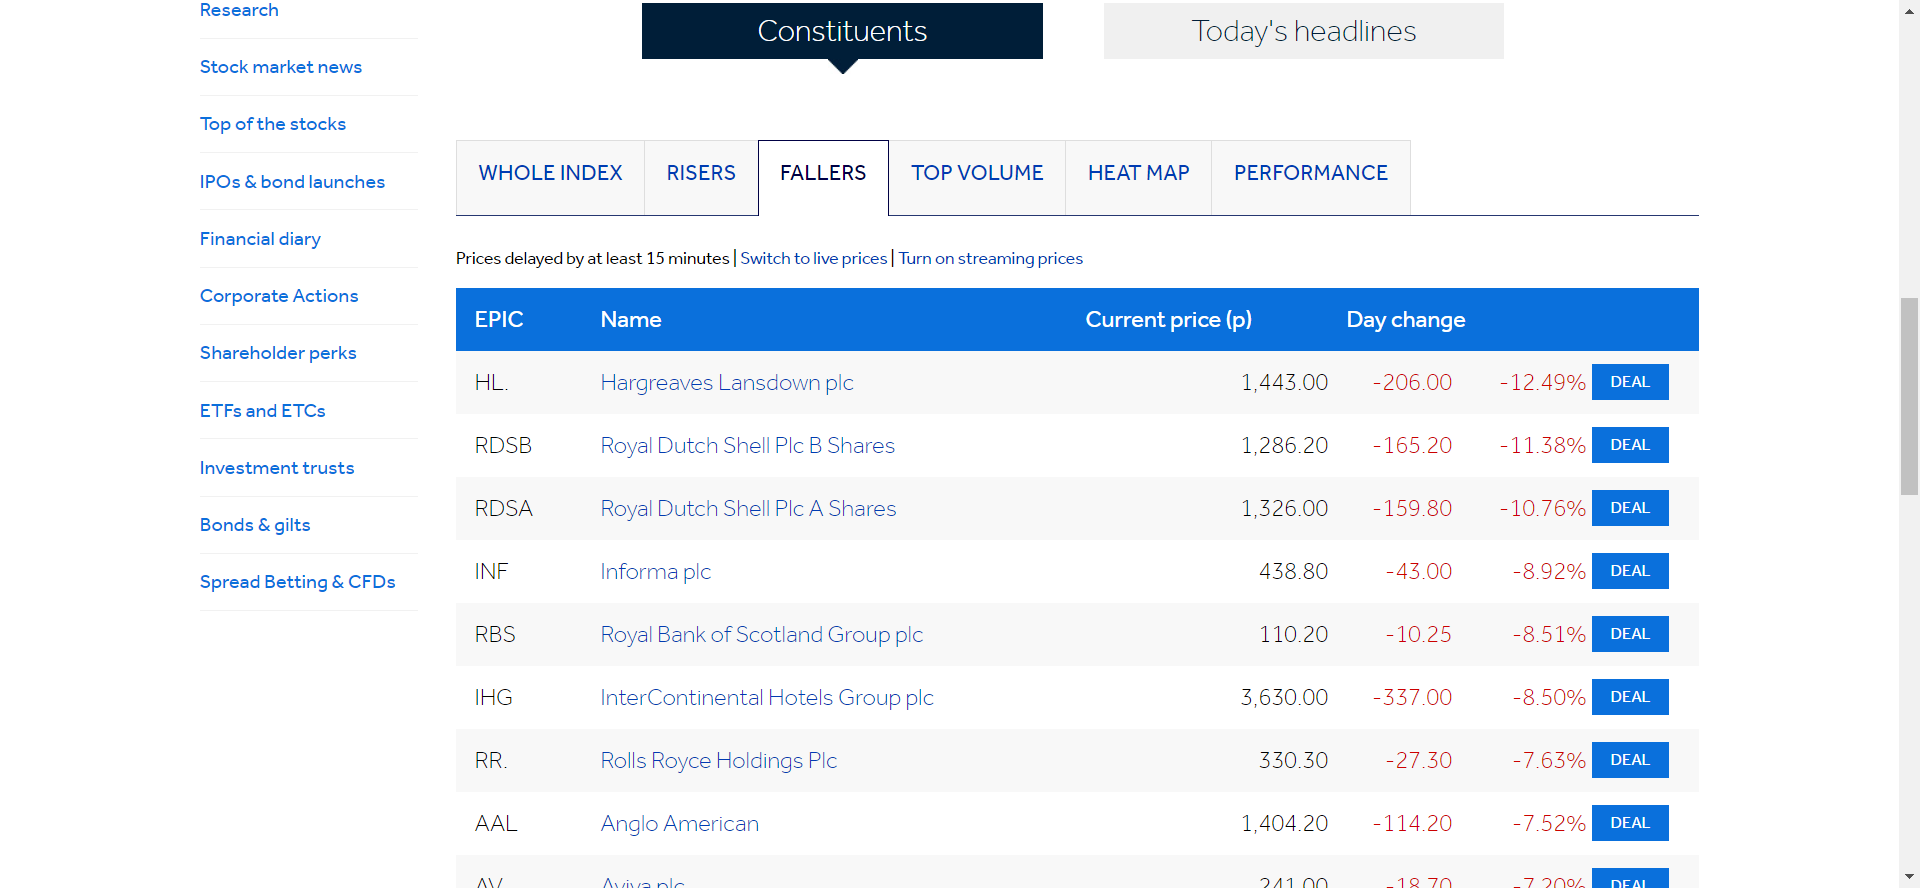 Research
Stock market news
Top of the stocks
IPOs & bond launches
Financial diary
Corporate Actions
Shareholder perks
ETFs and ETCs
Investment trusts
Bonds & gilts
Spread Betting & CFDs
Constituents
Today's headlines
WHOLE INDEX RISERS FALLERS TOP VOLUME HEAT MAP PERFORMANCE
Prices delayed by at least 15 minutes | Switch to live prices | Turn on streaming prices
EPIC Name Current price (p) Day change
HL. Hargreaves Lansdown plc 1,443.00 -206.00 -12.49% DEAL
RDSB Royal Dutch Shell Plc B Shares 1,286.20 -165.20 -11.38% DEAL
RDSA Royal Dutch Shell Plc A Shares 1,326.00 -159.80 -10.76% DEAL
INF Informa plc 438.80 -43.00 -8.92% DEAL
RBS Royal Bank of Scotland Group plc 110.20 -10.25 -8.51% DEAL
IHG InterContinental Hotels Group plc 3,630.00 -337.00 -8.50% DEAL
RR. Rolls Royce Holdings Plc 330.30 -27.30 -7.63% DEAL
AAL Anglo American 1,404.20 -114.20 -7.52% DEAL
AV. Aviva plc 241.00 -18.70 -7.20% DEAL